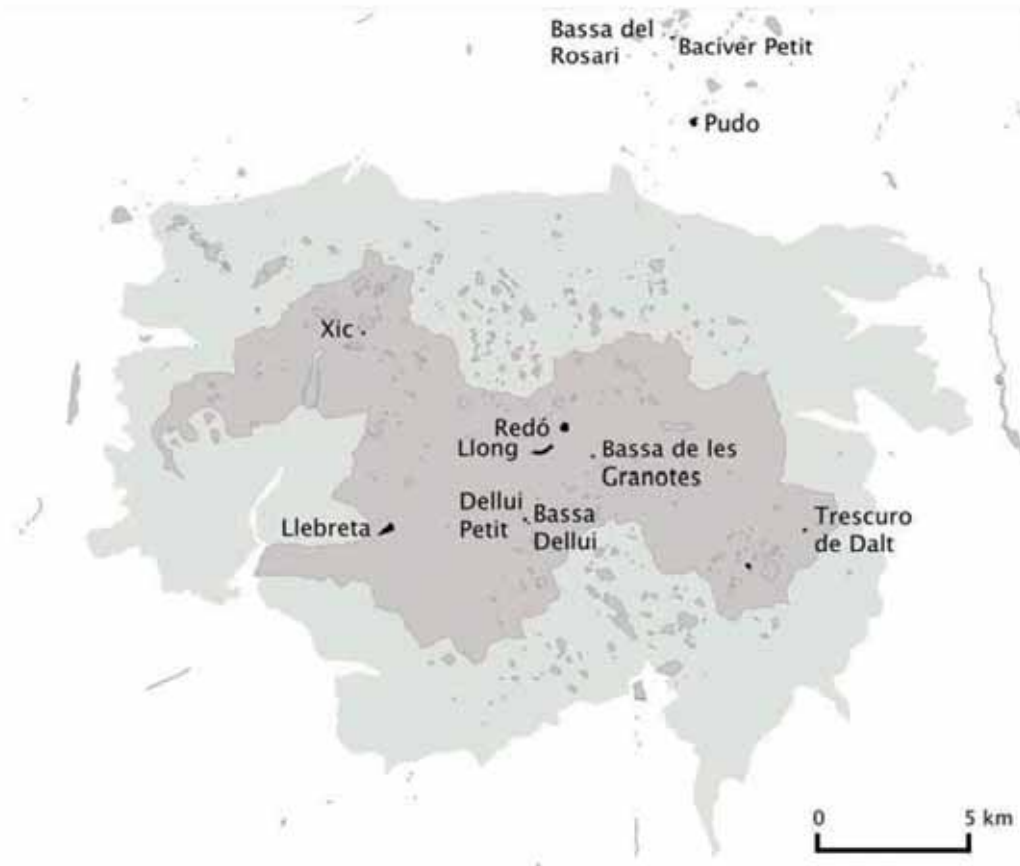 Bassa del
Rosari
Baciver Petit
Pudo
Xic
Redó
Llong
Bassa de les
Granotes
Dellui
Petit
Bassa
Dellui
Llebreta
Trescuro
de Dalt
0 5 km